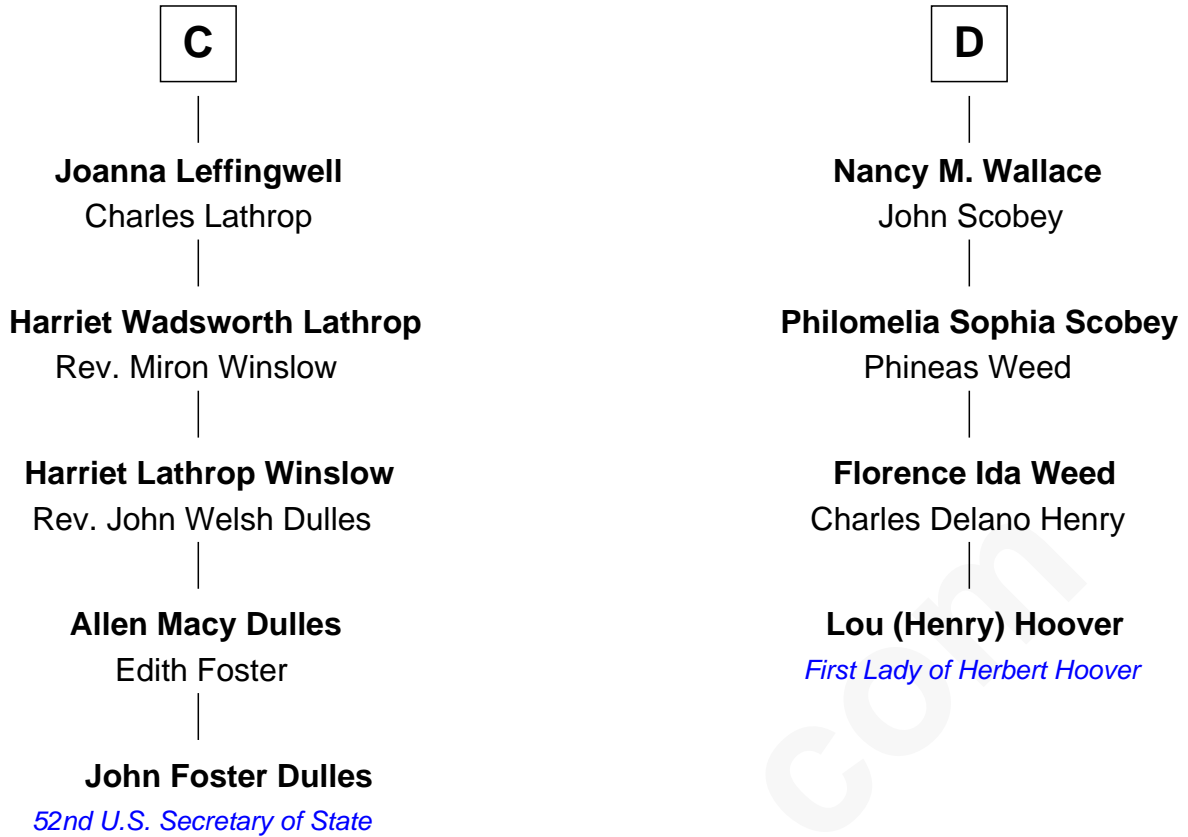 C
Joanna Leffingwell
Charles Lathrop
Harriet Wadsworth Lathrop
Rev. Miron Winslow
Harriet Lathrop Winslow
Rev. John Welsh Dulles
Allen Macy Dulles
Edith Foster
John Foster Dulles
52nd U.S. Secretary of State
D
Nancy M. Wallace
John Scobey
Philomelia Sophia Scobey
Phineas Weed
Florence Ida Weed
Charles Delano Henry
Lou (Henry) Hoover
First Lady of Herbert Hoover
com